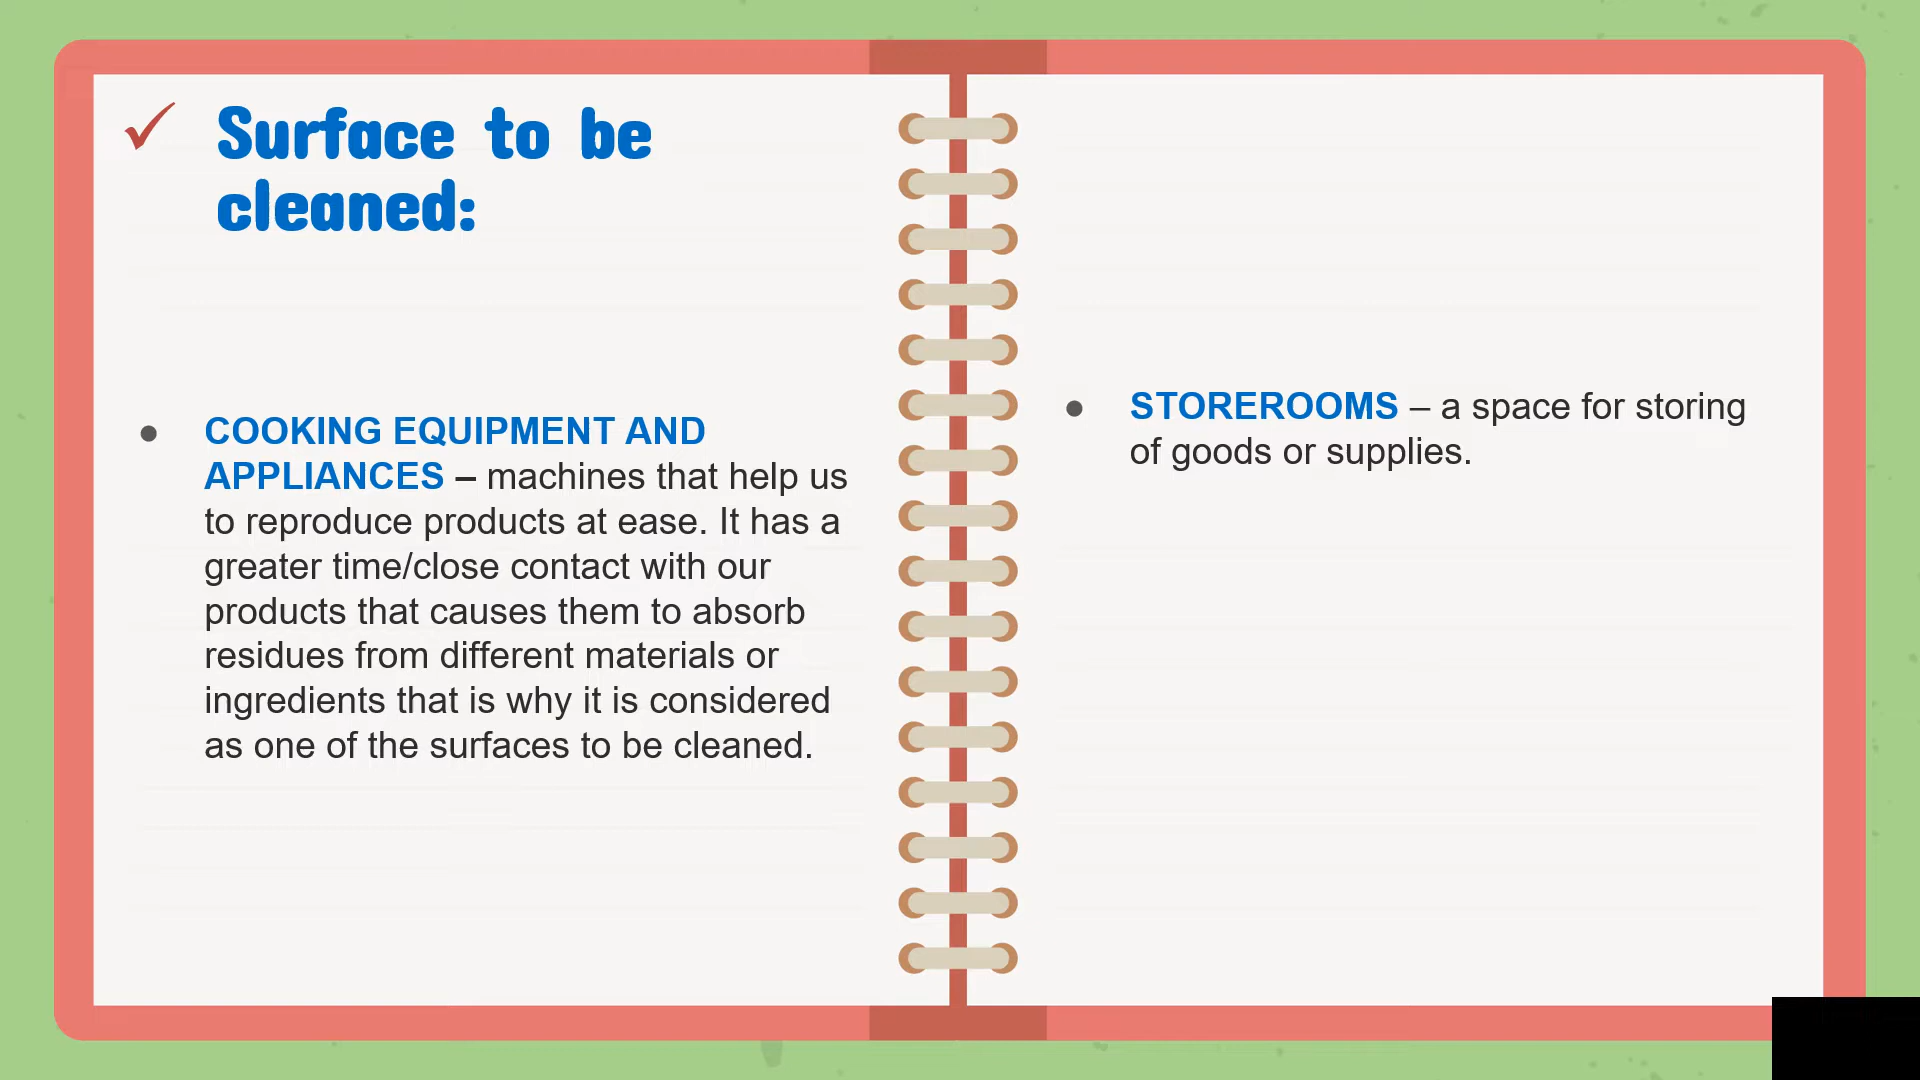 ✓ Surface to be
cleaned:
● COOKING EQUIPMENT AND
APPLIANCES – machines that help us
to reproduce products at ease. It has a
greater time/close contact with our
products that causes them to absorb
residues from different materials or
ingredients that is why it is considered
as one of the surfaces to be cleaned.
● STOREROOMS – a space for storing
of goods or supplies.